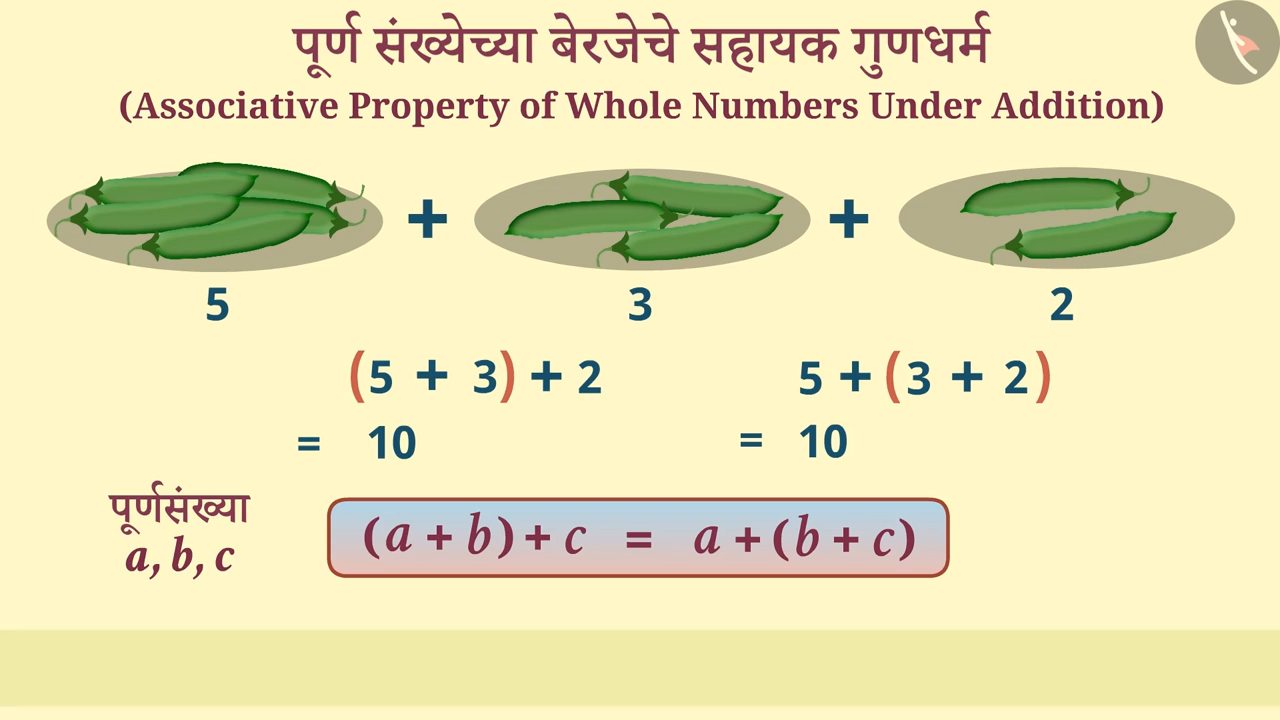 पूर्ण संख्येच्या बेरजेचे सहायक गुणधर्म
(Associative Property of Whole Numbers Under Addition)
+ +
5 3 2
(5 + 3) + 2 5 + (3 + 2)
= 10 = 10
पूर्णसंख्या
a, b, c
(a + b) + c = a + (b + c)